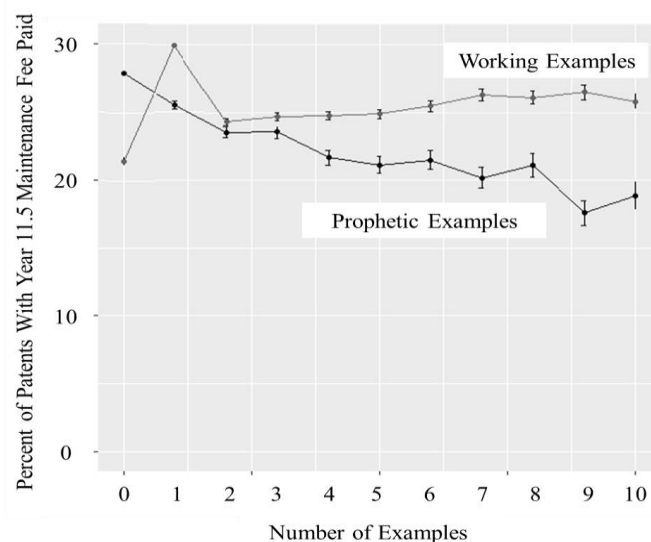 Percent of Patents With Year 11.5 Maintenance Fee Paid
30
20
10
0
Working Examples
Prophetic Examples
0 1 2 3 4 5 6 7 8 9 10
Number of Examples